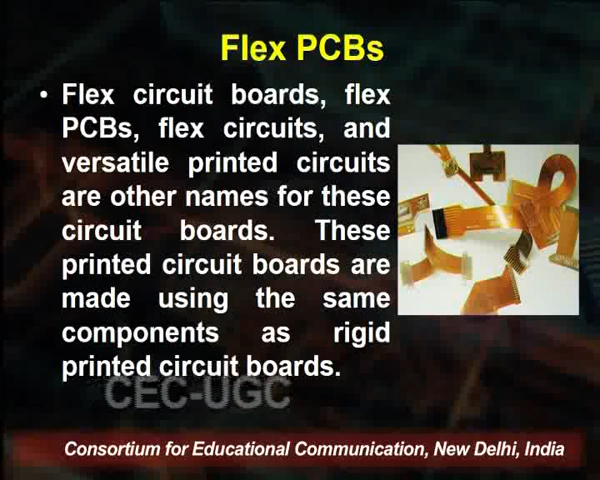 Flex PCBs
• Flex circuit boards, flex
PCBs, flex circuits, and
versatile printed circuits
are other names for these
circuit boards. These
printed circuit boards are
made using the same
components as rigid
printed circuit boards.
CEC-UGC
Consortium for Educational Communication, New Delhi, India